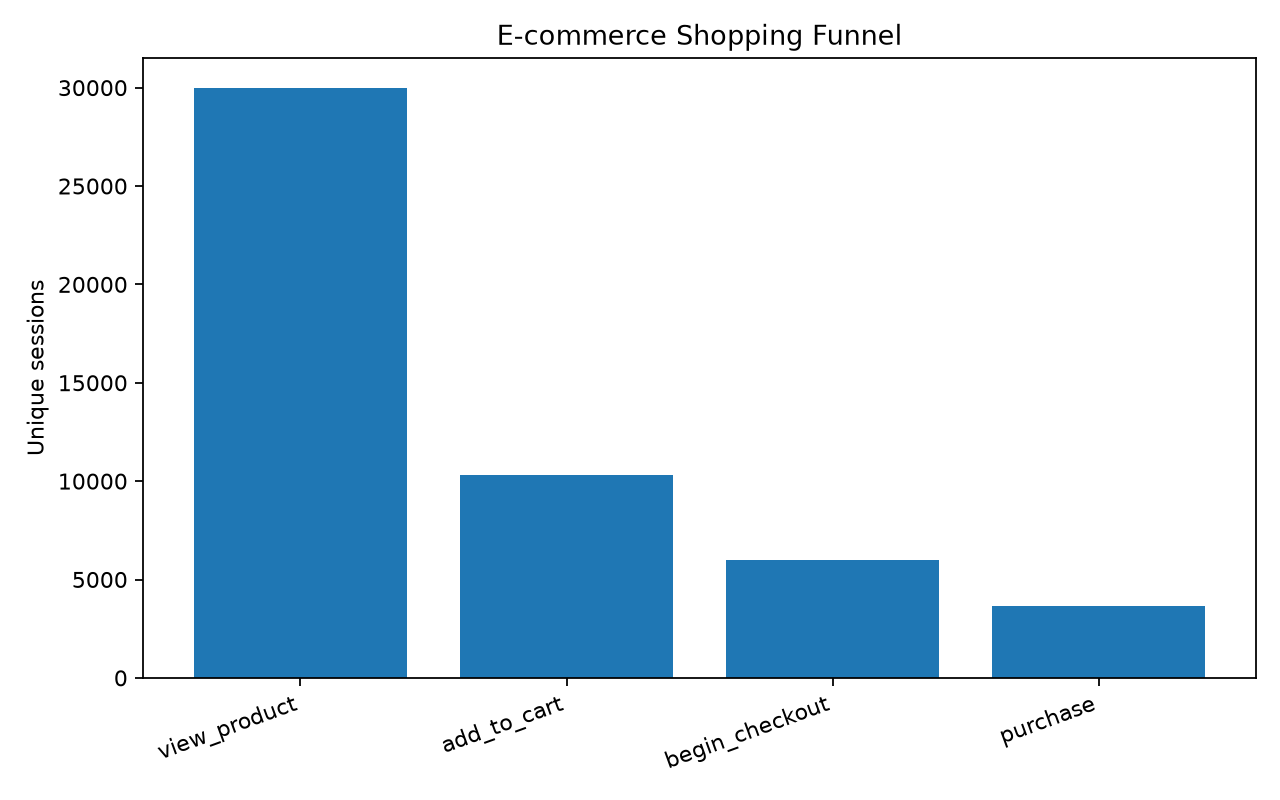 E-commerce Shopping Funnel
Unique sessions
30000
25000
20000
15000
10000
5000
0
view_product
add_to_cart
begin_checkout
purchase